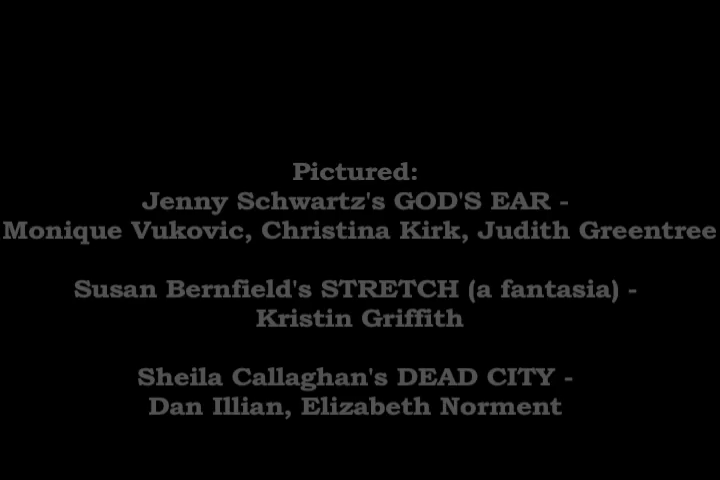 Pictured:
Jenny Schwartz's GOD'S EAR -
Monique Vukovic, Christina Kirk, Judith Greentree
Susan Bernfield's STRETCH (a fantasia) -
Kristin Griffith
Sheila Callaghan's DEAD CITY -
Dan Illian, Elizabeth Norment